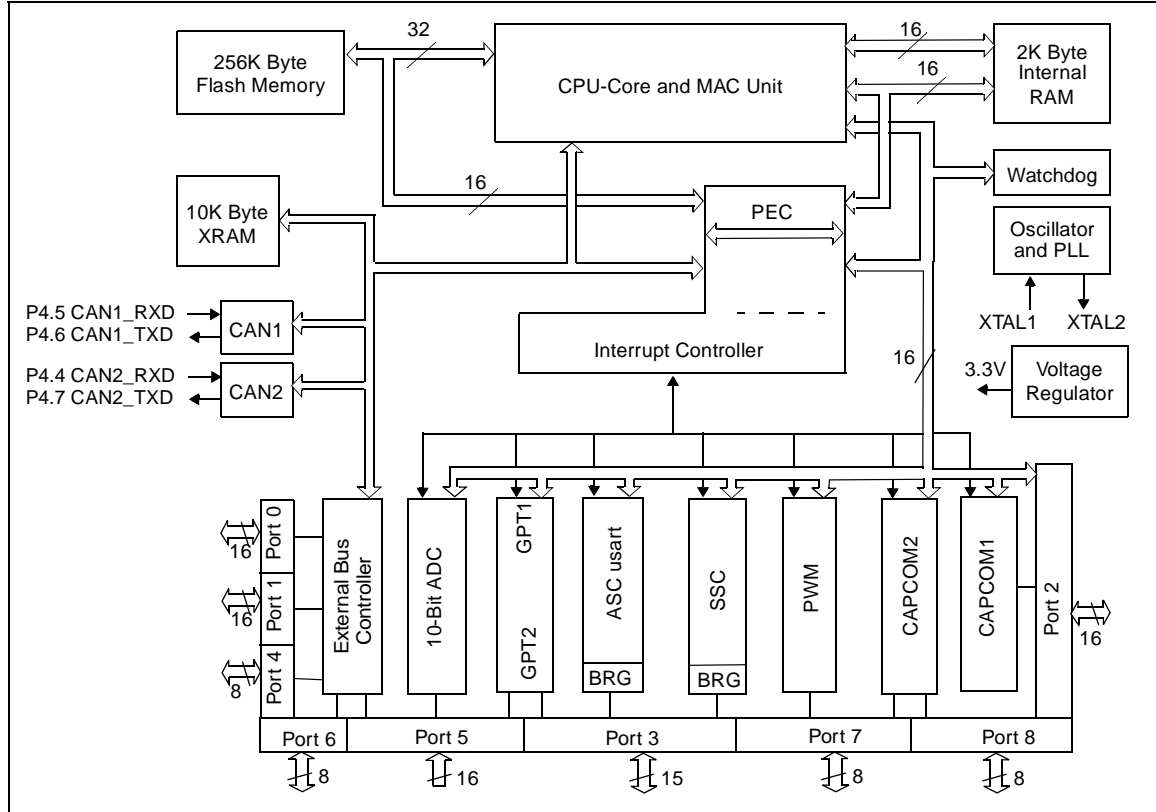 256K Byte
Flash Memory
32
CPU-Core and MAC Unit
16
16
2K Byte
Internal
RAM
16
Watchdog
10K Byte
XRAM
PEC
Oscillator
and PLL
XTAL1
XTAL2
P4.5 CAN1_RXD
P4.6 CAN1_TXD
CAN1
P4.4 CAN2_RXD
P4.7 CAN2_TXD
CAN2
Interrupt Controller
16
3.3V
Voltage
Regulator
Port 0
16
Port 1
16
Port 4
8
External Bus
Controller
10-Bit ADC
GPT1
GPT2
ASC usart
BRG
SSC
BRG
PWM
CAPCOM2
CAPCOM1
Port 2
16
Port 6
Port 5
Port 3
Port 7
Port 8
8
16
15
8
8